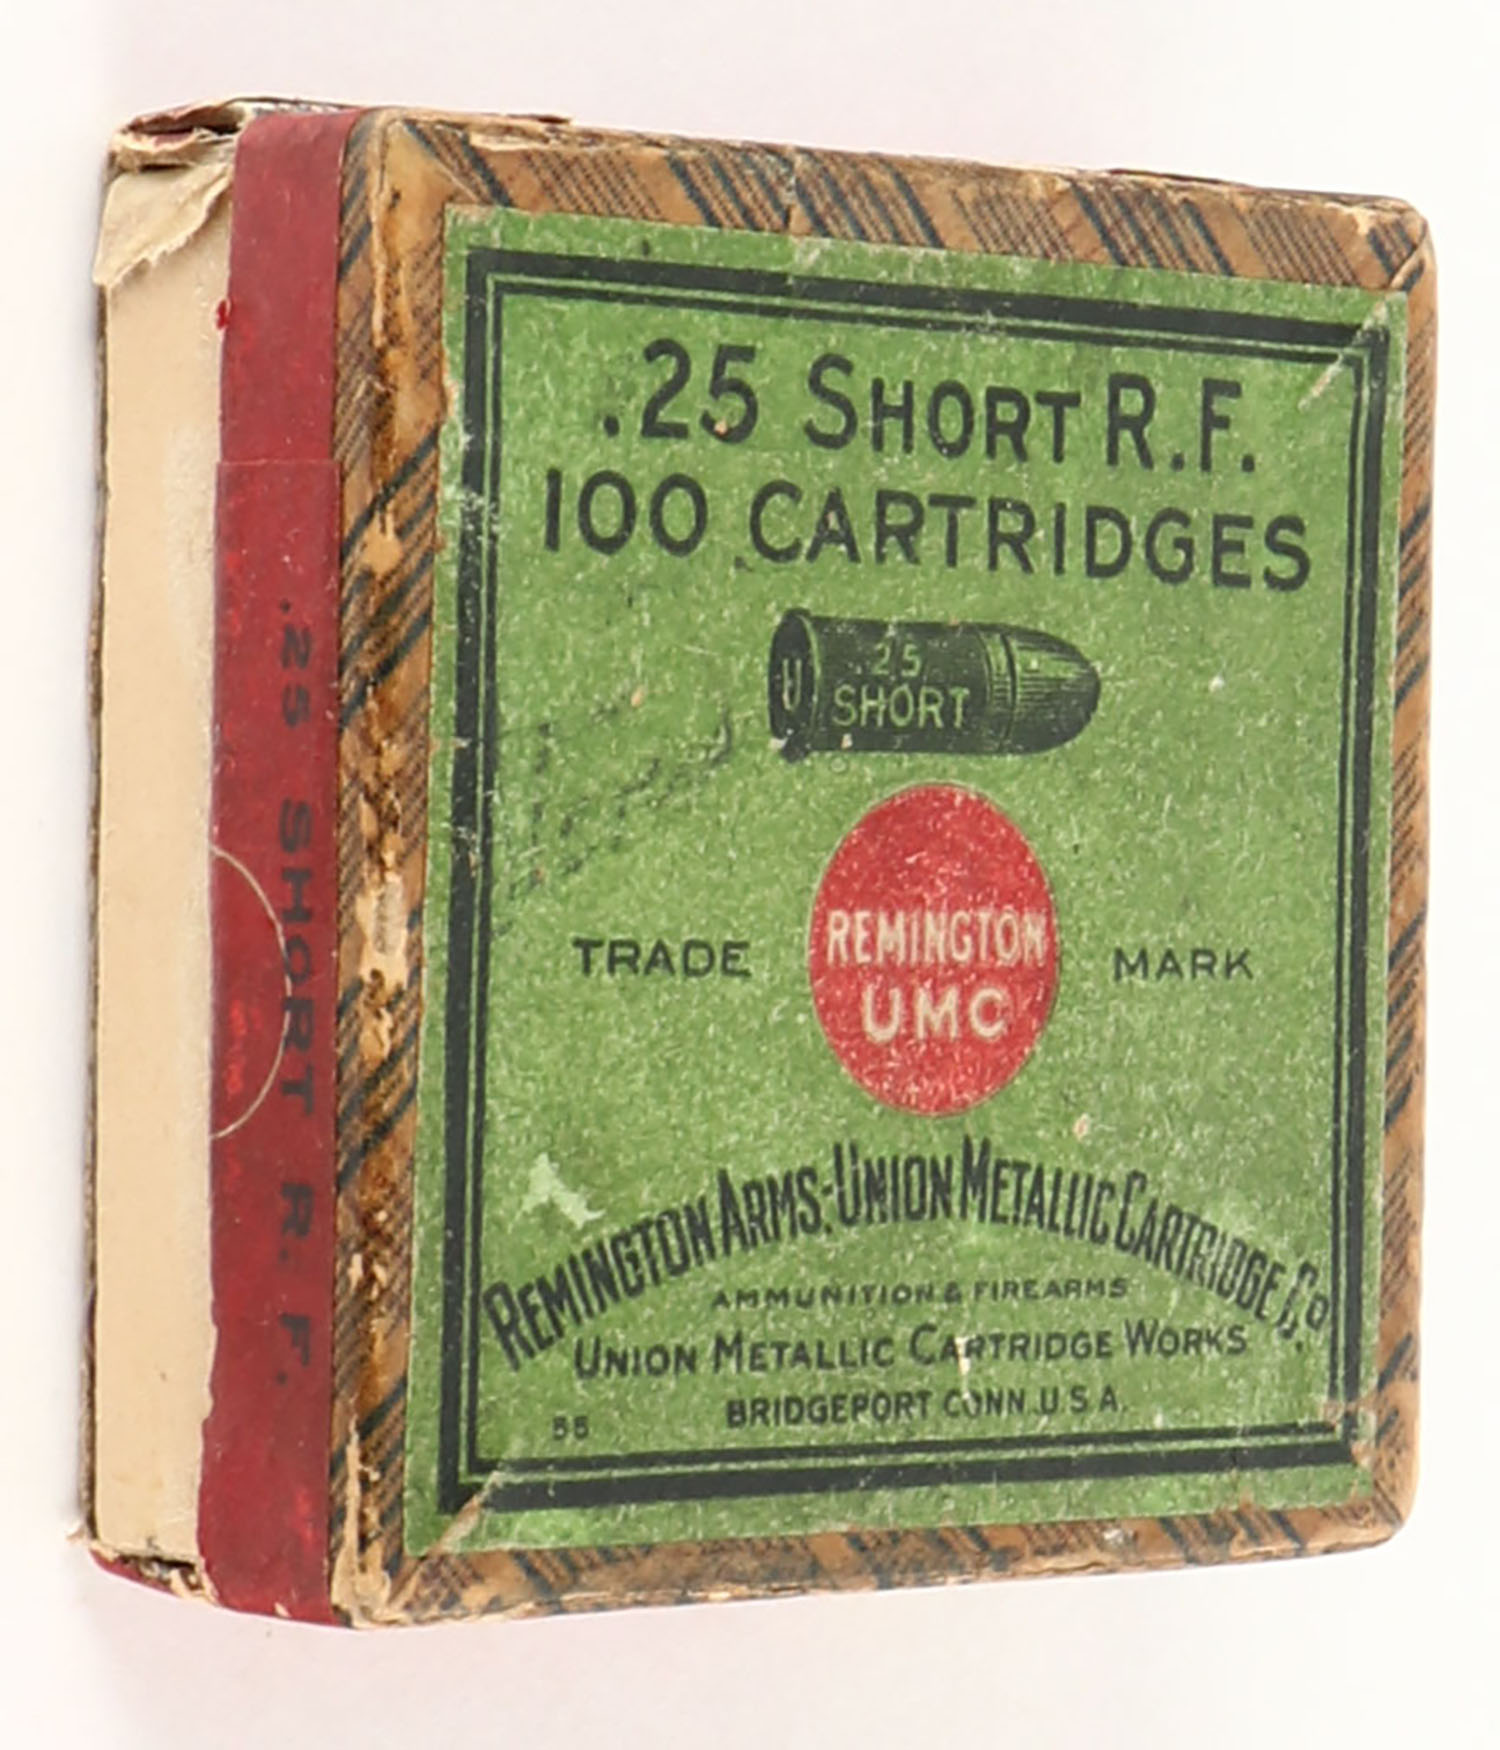 .25 SHORT R.F.
100 CARTRIDGES
U
.25
SHORT
TRADE
REMINGTON
UMC
MARK
REMINGTON ARMS-UNION METALLIC CARTRIDGE CO
AMMUNITION & FIREARMS
UNION METALLIC CARTRIDGE WORKS
BRIDGEPORT CONN. U.S.A.
55
.25 SHORT R. F.